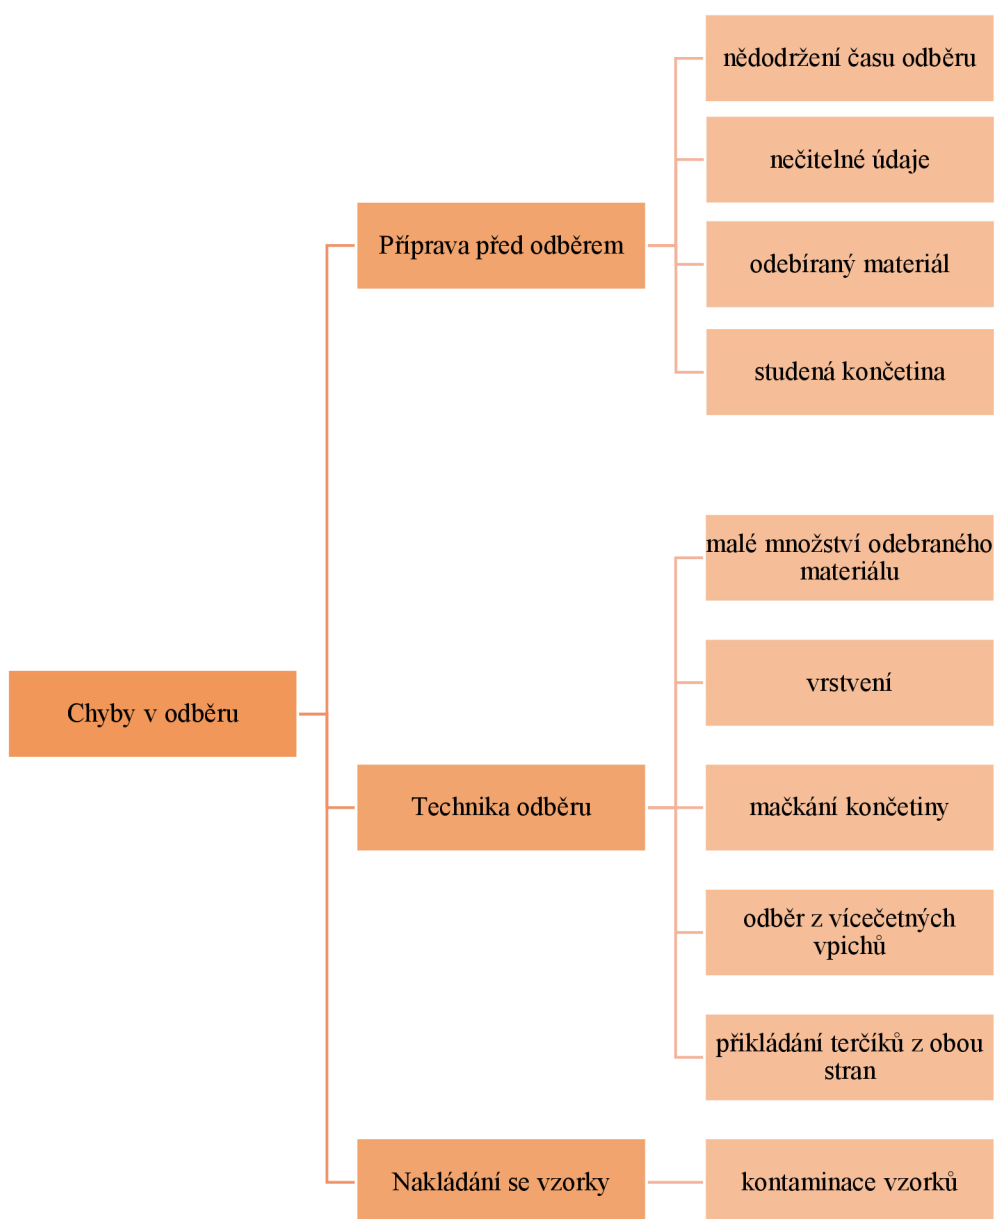 Chyby v odběru
Příprava před odběrem
nědodržení času odběru
nečitelné údaje
odebíraný materiál
studená končetina
Technika odběru
malé množství odebraného
materiálu
vrstvení
mačkání končetiny
odběr z vícečetných
vpichů
přikládání terčíků z obou
stran
Nakládání se vzorky
kontaminace vzorků